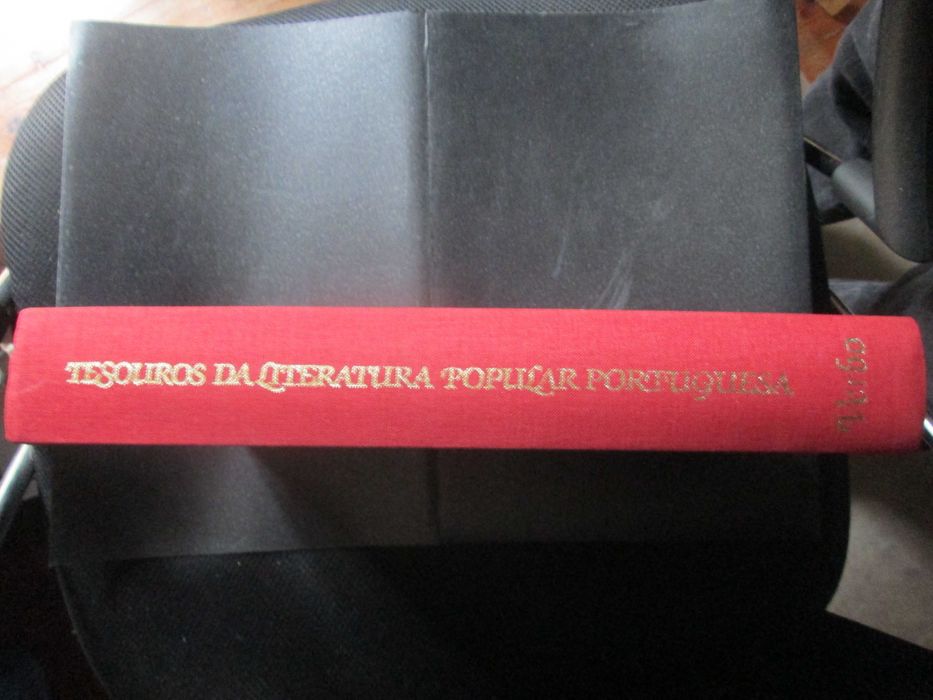 TESOUROS DA LITERATURA POPULAR PORTUGUESA
Verbo